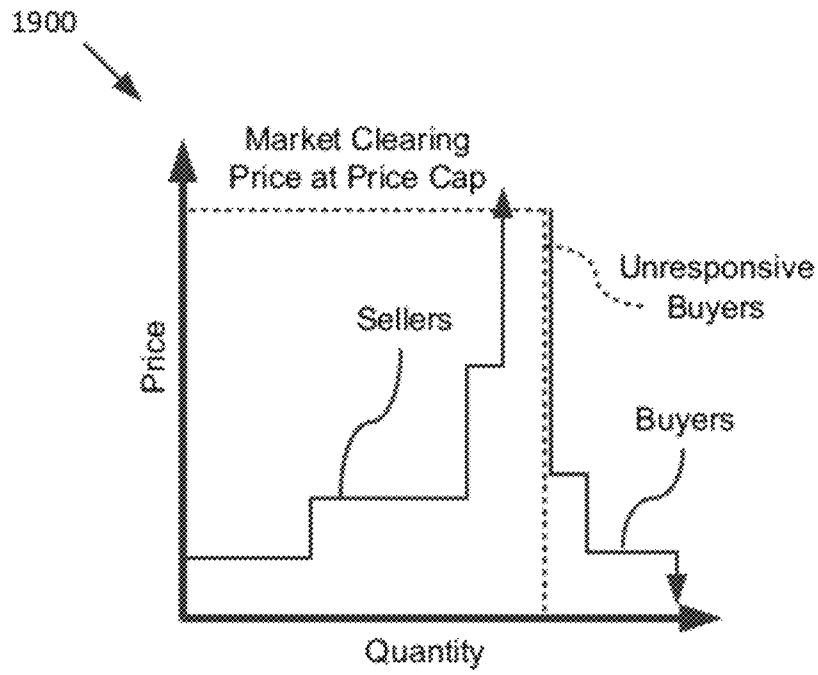 1900
Market Clearing
Price at Price Cap
Unresponsive
Buyers
Sellers
Price
Buyers
Quantity